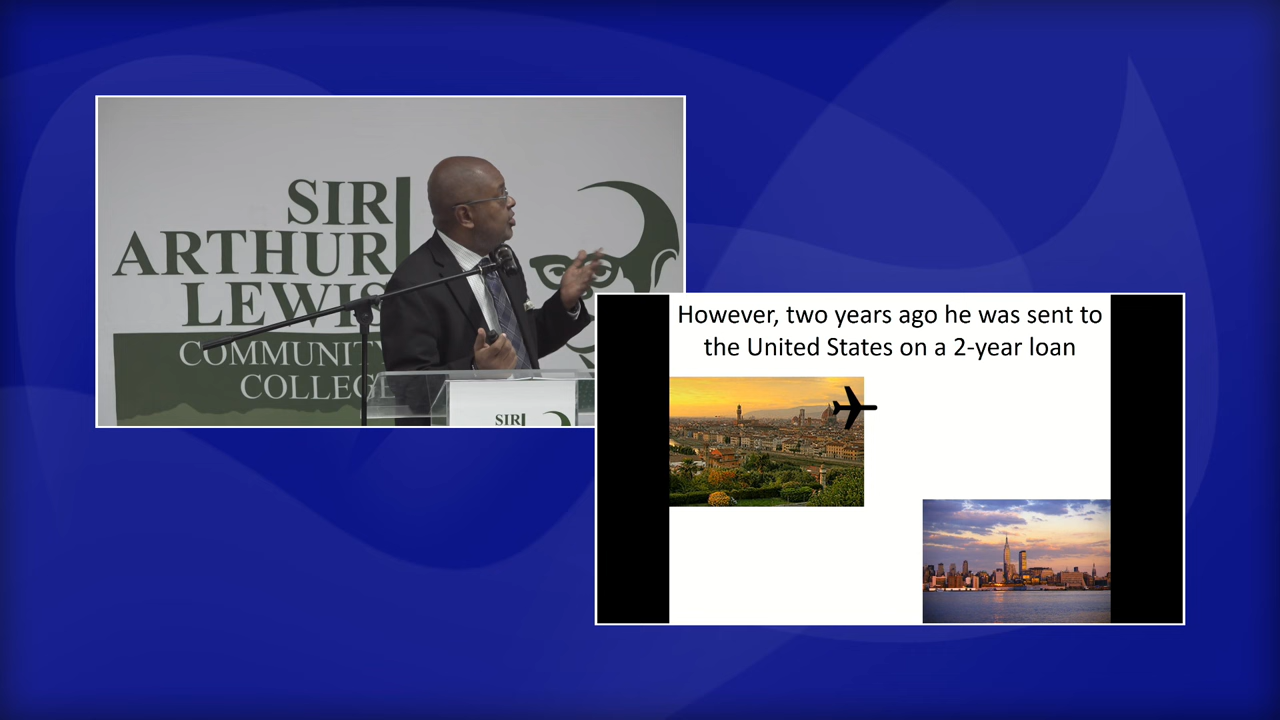 SIR
ARTHUR
LEWIS
COMMUNITY
COLLEGE
SIR
However, two years ago he was sent to
the United States on a 2-year loan